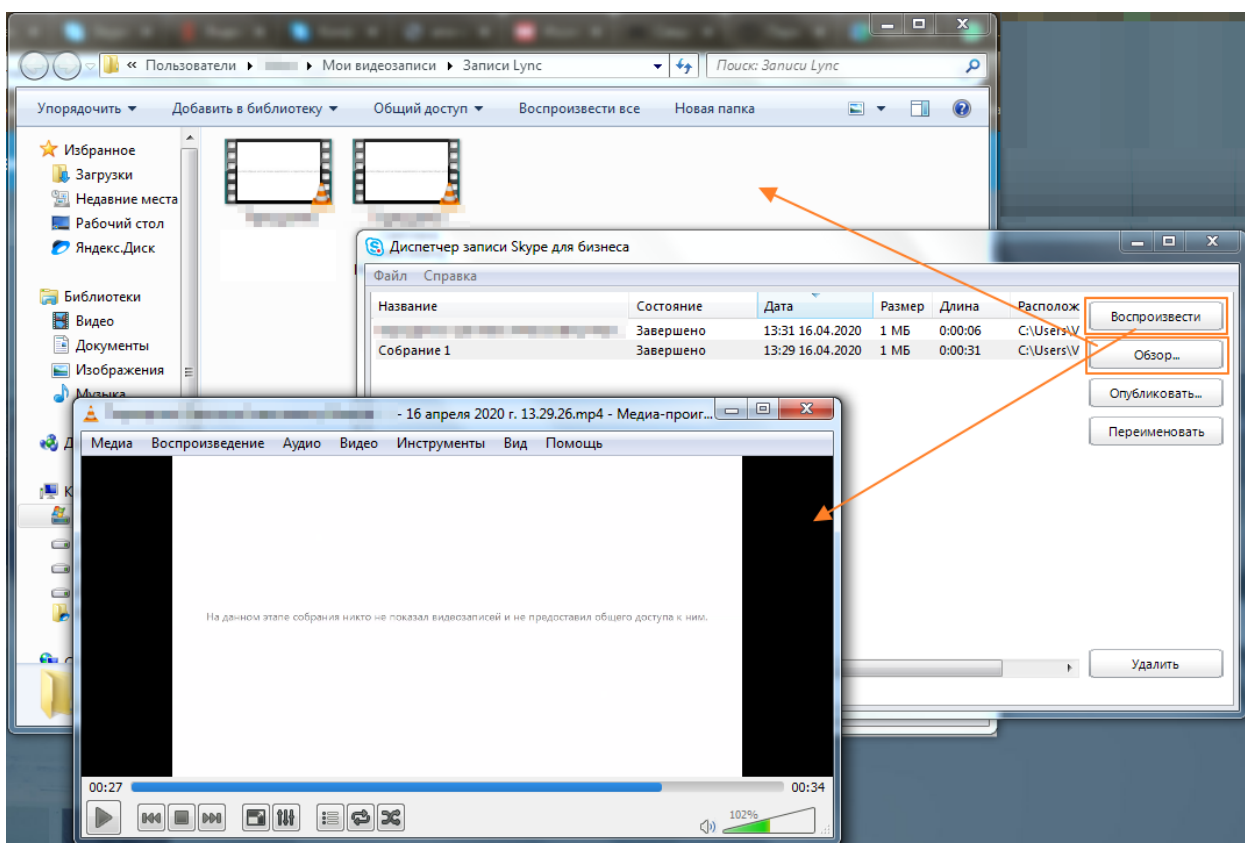 « Пользователи ▸ ▸ Мои видеозаписи ▸ Записи Lync
Поиск: Записи Lync
Упорядочить Добавить в библиотеку Общий доступ Воспроизвести все Новая папка
Избранное
Загрузки
Недавние места
Рабочий стол
Яндекс.Диск
Библиотеки
Видео
Документы
Изображения
Музыка
Диспетчер записи Skype для бизнеса
Файл Справка
Название Состояние Дата Размер Длина Располож
Завершено 13:31 16.04.2020 1 МБ 0:00:06 C:\Users\V
Собрание 1 Завершено 13:29 16.04.2020 1 МБ 0:00:31 C:\Users\V
Воспроизвести
Обзор...
Опубликовать...
Переименовать
Удалить
- 16 апреля 2020 г. 13.29.26.mp4 - Медиа-проиг...
Медиа Воспроизведение Аудио Видео Инструменты Вид Помощь
На данном этапе собрания никто не показал видеозаписей и не предоставил общего доступа к ним.
00:27 00:34
102%